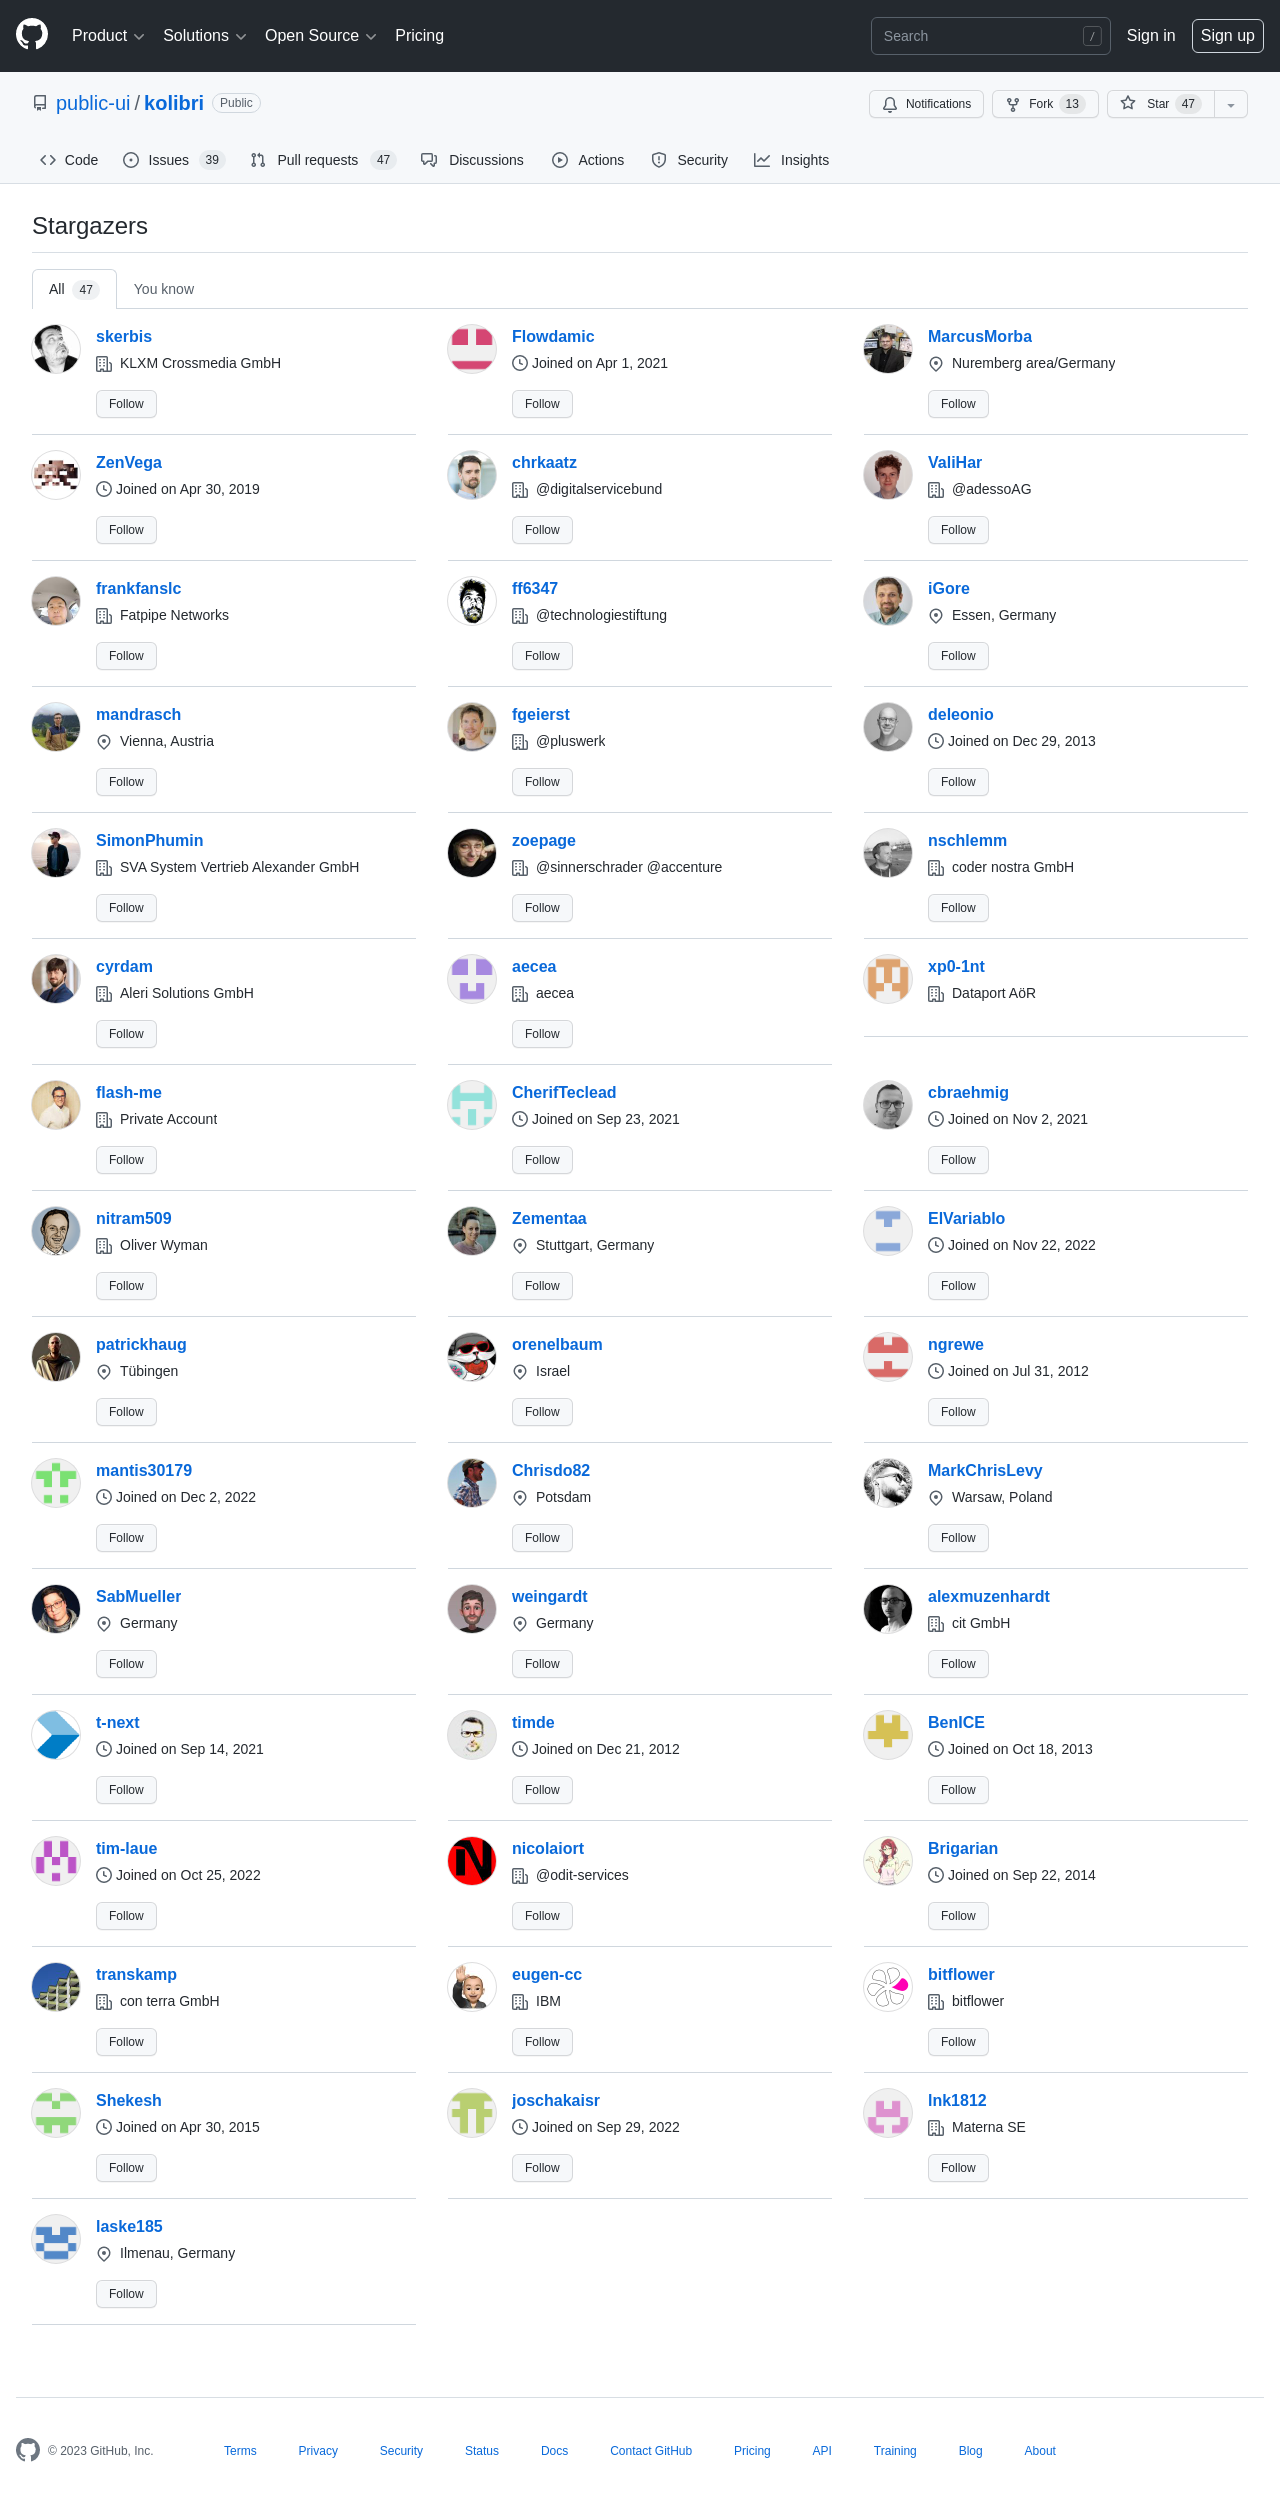 Product Solutions Open Source Pricing Search / Sign in Sign up
public-ui / kolibri Public Notifications Fork 13 Star 47
Code Issues 39 Pull requests 47 Discussions Actions Security Insights
Stargazers
All 47 You know
skerbis Flowdamic MarcusMorba
KLXM Crossmedia GmbH Joined on Apr 1, 2021 Nuremberg area/Germany
Follow Follow Follow
ZenVega chrkaatz ValiHar
Joined on Apr 30, 2019 @digitalservicebund @adessoAG
Follow Follow Follow
frankfanslc ff6347 iGore
Fatpipe Networks @technologiestiftung Essen, Germany
Follow Follow Follow
mandrasch fgeierst deleonio
Vienna, Austria @pluswerk Joined on Dec 29, 2013
Follow Follow Follow
SimonPhumin zoepage nschlemm
SVA System Vertrieb Alexander GmbH @sinnerschrader @accenture coder nostra GmbH
Follow Follow Follow
cyrdam aecea xp0-1nt
Aleri Solutions GmbH aecea Dataport AöR
Follow Follow
flash-me CherifTeclead cbraehmig
Private Account Joined on Sep 23, 2021 Joined on Nov 2, 2021
Follow Follow Follow
nitram509 Zementaa ElVariablo
Oliver Wyman Stuttgart, Germany Joined on Nov 22, 2022
Follow Follow Follow
patrickhaug orenelbaum ngrewe
Tübingen Israel Joined on Jul 31, 2012
Follow Follow Follow
mantis30179 Chrisdo82 MarkChrisLevy
Joined on Dec 2, 2022 Potsdam Warsaw, Poland
Follow Follow Follow
SabMueller weingardt alexmuzenhardt
Germany Germany cit GmbH
Follow Follow Follow
t-next timde BenICE
Joined on Sep 14, 2021 Joined on Dec 21, 2012 Joined on Oct 18, 2013
Follow Follow Follow
tim-laue nicolaiort Brigarian
Joined on Oct 25, 2022 @odit-services Joined on Sep 22, 2014
Follow Follow Follow
transkamp eugen-cc bitflower
con terra GmbH IBM bitflower
Follow Follow Follow
Shekesh joschakaisr lnk1812
Joined on Apr 30, 2015 Joined on Sep 29, 2022 Materna SE
Follow Follow Follow
laske185
Ilmenau, Germany
Follow
© 2023 GitHub, Inc. Terms Privacy Security Status Docs Contact GitHub Pricing API Training Blog About